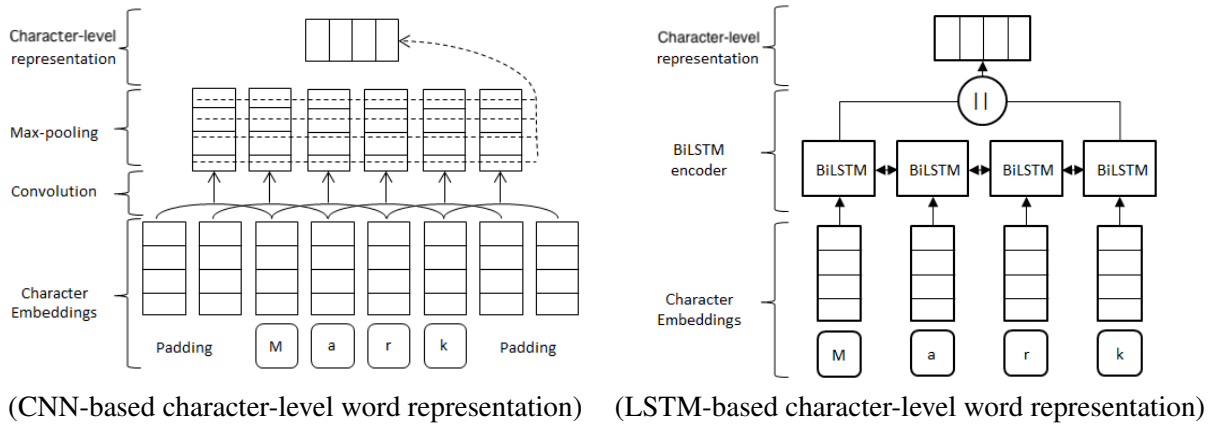 Character-level
representation
Max-pooling
Convolution
Character
Embeddings
Padding
M
a
r
k
Padding
(CNN-based character-level word representation)
Character-level
representation
||
BiLSTM
encoder
BiLSTM
BiLSTM
BiLSTM
BiLSTM
Character
Embeddings
M
a
r
k
(LSTM-based character-level word representation)